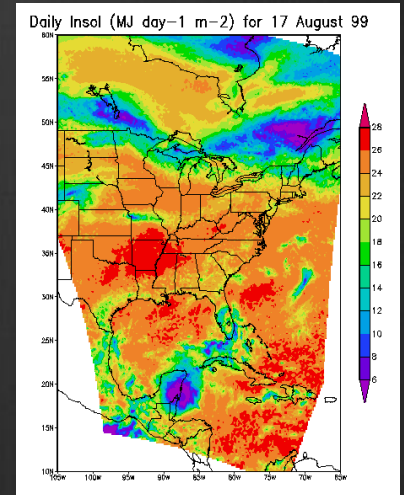 Daily Insol (MJ day-1 m-2) for 17 August 99
60N
55N
50N
45N
40N
35N
30N
25N
20N
15N
10N
105W 100W 95W 90W 85W 80W 75W 70W 65W
28
26
24
22
20
18
16
14
12
10
8
6